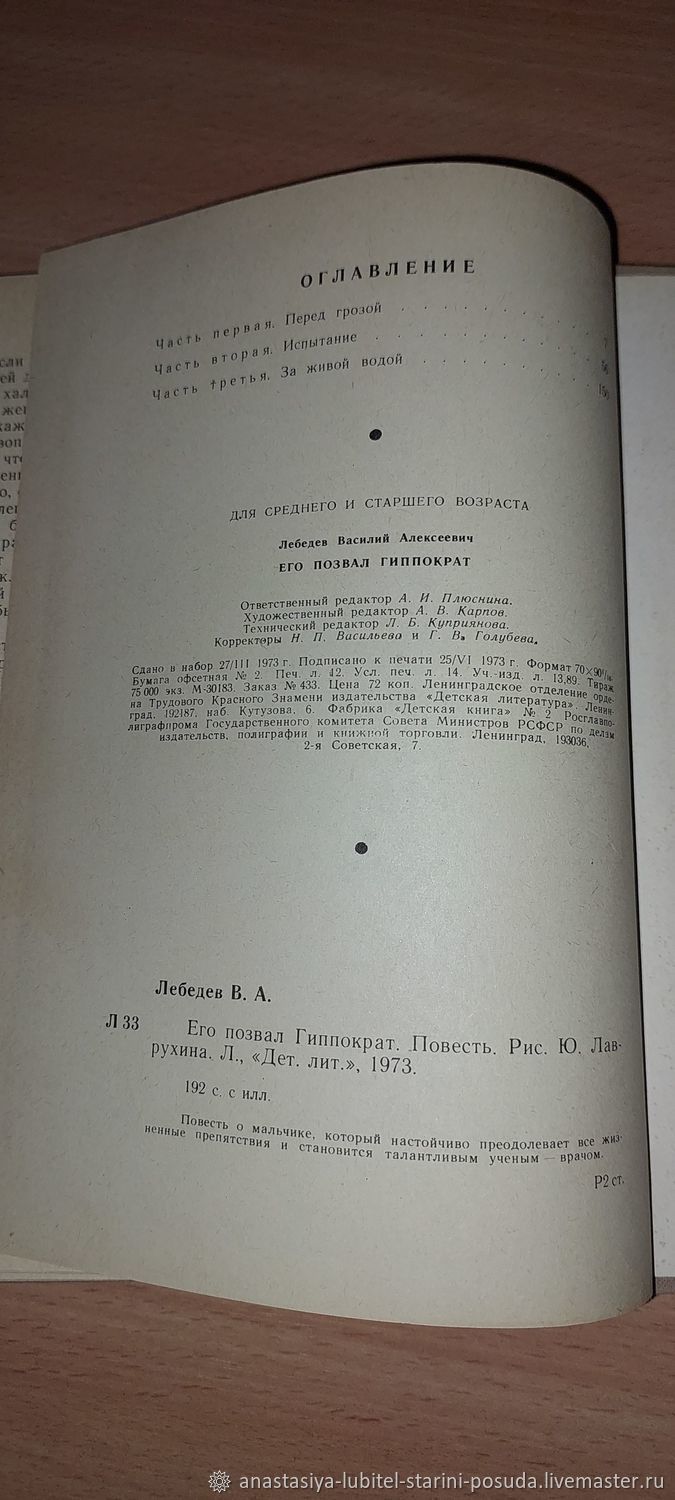 ОГЛАВЛЕНИЕ
Часть первая. Перед грозой . . . . . . . . 7
Часть вторая. Испытание . . . . . . . . 56
Часть третья. За живой водой . . . . . . .
ДЛЯ СРЕДНЕГО И СТАРШЕГО ВОЗРАСТА
Лебедев Василий Алексеевич
ЕГО ПОЗВАЛ ГИППОКРАТ
Ответственный редактор А. И. Плюснина.
Художественный редактор А. В. Карпов.
Технический редактор Л. Б. Куприянова.
Корректоры Н. П. Васильева и Г. В. Голубева.
Сдано в набор 27/III 1973 г. Подписано к печати 25/VI 1973 г. Формат 70×90 1/16.
Бумага офсетная № 2. Печ. л. 12. Усл. печ. л. 14. Уч.-изд. л. 13,89. Тираж
75 000 экз. М-30183. Заказ № 433. Цена 72 коп. Ленинградское отделение орде-
на Трудового Красного Знамени издательства «Детская литература». Ленин-
град, 192187, наб. Кутузова, 6. Фабрика «Детская книга» № 2 Росглавпо-
лиграфпрома Государственного комитета Совета Министров РСФСР по делам
издательств, полиграфии и книжной торговли. Ленинград, 193036,
2-я Советская, 7.
Лебедев В. А.
Л 33
Его позвал Гиппократ. Повесть. Рис. Ю. Лав-
рухина. Л., «Дет. лит.», 1973.
192 с. с илл.
Повесть о мальчике, который настойчиво преодолевает все жиз-
ненные препятствия и становится талантливым ученым — врачом.
Р2 ст.
anastasiya-lubitel-starini-posuda.livemaster.ru